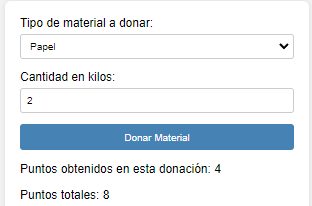 Tipo de material a donar:
Papel
Cantidad en kilos:
2
Donar Material
Puntos obtenidos en esta donación: 4
Puntos totales: 8